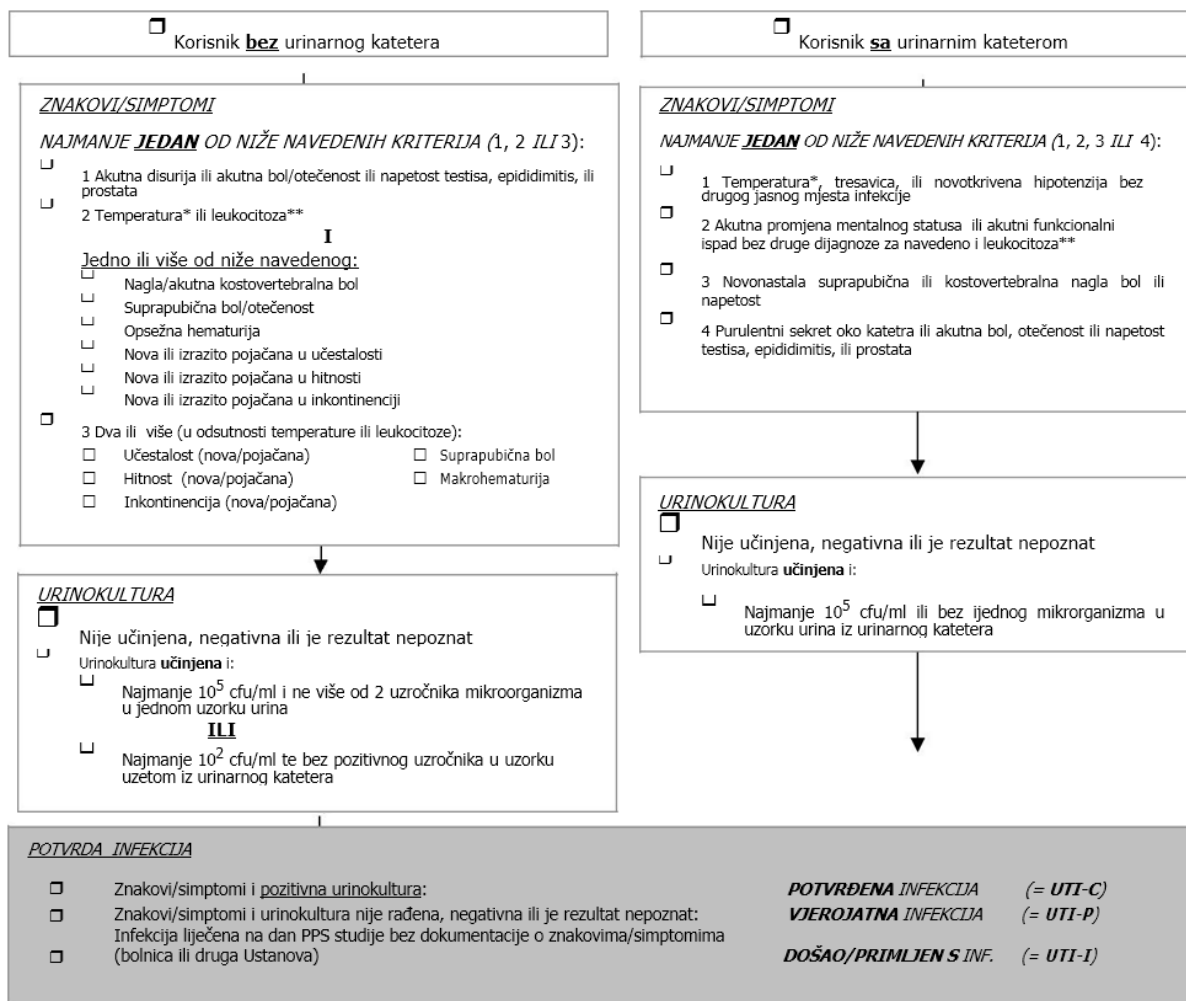 Korisnik bez urinarnog katetera
ZNAKOVI/SIMPTOMI
NAJMANJE JEDAN OD NIŽE NAVEDENIH KRITERIJA (1, 2 ILI 3):
1 Akutna disurija ili akutna bol/otečenost ili napetost testisa, epididimitis, ili
prostata
2 Temperatura* ili leukocitoza**
I
Jedno ili više od niže navedenog:
Nagla/akutna kostovertebralna bol
Suprapubična bol/otečenost
Opsežna hematurija
Nova ili izrazito pojačana u učestalosti
Nova ili izrazito pojačana u hitnosti
Nova ili izrazito pojačana u inkontinenciji
3 Dva ili više (u odsutnosti temperature ili leukocitoze):
Učestalost (nova/pojačana)
Suprapubična bol
Hitnost (nova/pojačana)
Makrohematurija
Inkontinencija (nova/pojačana)
URINOKULTURA
Nije učinjena, negativna ili je rezultat nepoznat
Urinokultura učinjena i:
Najmanje 10^5 cfu/ml i ne više od 2 uzročnika mikroorganizma
u jednom uzorku urina
ILI
Najmanje 10^2 cfu/ml te bez pozitivnog uzročnika u uzorku
uzetom iz urinarnog katetera
Korisnik sa urinarnim kateterom
ZNAKOVI/SIMPTOMI
NAJMANJE JEDAN OD NIŽE NAVEDENIH KRITERIJA (1, 2, 3 ILI 4):
1 Temperatura*, tresavica, ili novotkrivena hipotenzija bez
drugog jasnog mjesta infekcije
2 Akutna promjena mentalnog statusa ili akutni funkcionalni
ispad bez druge dijagnoze za navedeno i leukocitoza**
3 Novonastala suprapubična ili kostovertebralna nagla bol ili
napetost
4 Purulentni sekret oko katetra ili akutna bol, otečenost ili napetost
testisa, epididimitis, ili prostata
URINOKULTURA
Nije učinjena, negativna ili je rezultat nepoznat
Urinokultura učinjena i:
Najmanje 10^5 cfu/ml ili bez ijednog mikrorganizma u
uzorku urina iz urinarnog katetera
POTVRDA INFEKCIJA
Znakovi/simptomi i pozitivna urinokultura: POTVRĐENA INFEKCIJA (= UTI-C)
Znakovi/simptomi i urinokultura nije rađena, negativna ili je rezultat nepoznat: VJEROJATNA INFEKCIJA (= UTI-P)
Infekcija liječena na dan PPS studije bez dokumentacije o znakovima/simptomima
(bolnica ili druga Ustanova) DOŠAO/PRIMLJEN S INF. (= UTI-I)